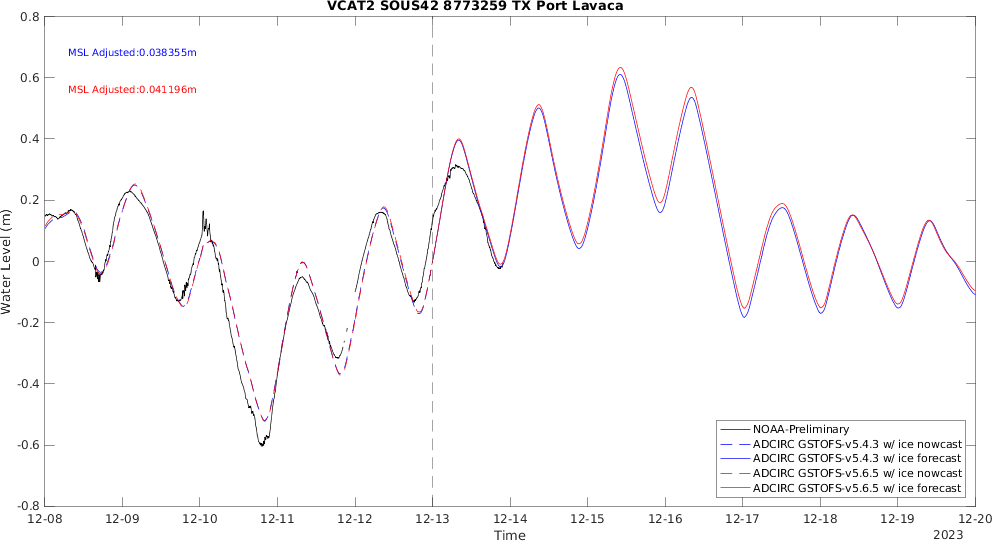 VCAT2 SOUS42 8773259 TX Port Lavaca
0.8
0.6
0.4
0.2
0
-0.2
-0.4
-0.6
-0.8
Water Level (m)
MSL Adjusted:0.038355m
MSL Adjusted:0.041196m
NOAA-Preliminary
ADCIRC GSTOFS-v5.4.3 w/ ice nowcast
ADCIRC GSTOFS-v5.4.3 w/ ice forecast
ADCIRC GSTOFS-v5.6.5 w/ ice nowcast
ADCIRC GSTOFS-v5.6.5 w/ ice forecast
12-08 12-09 12-10 12-11 12-12 12-13 12-14 12-15 12-16 12-17 12-18 12-19 12-20
Time
2023